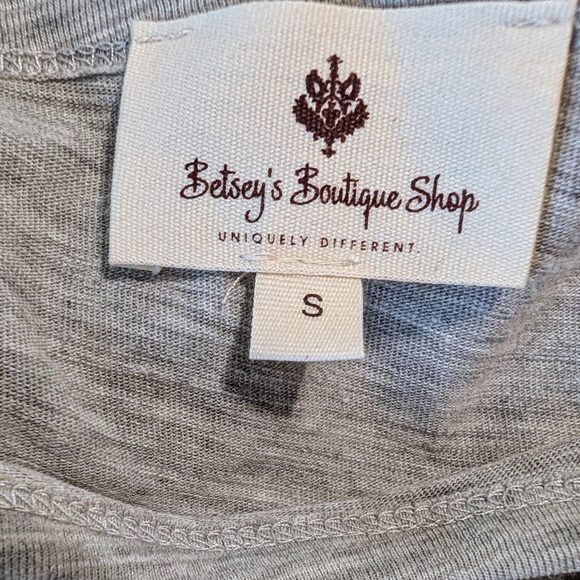 Betsey's Boutique Shop
UNIQUELY DIFFERENT.
S